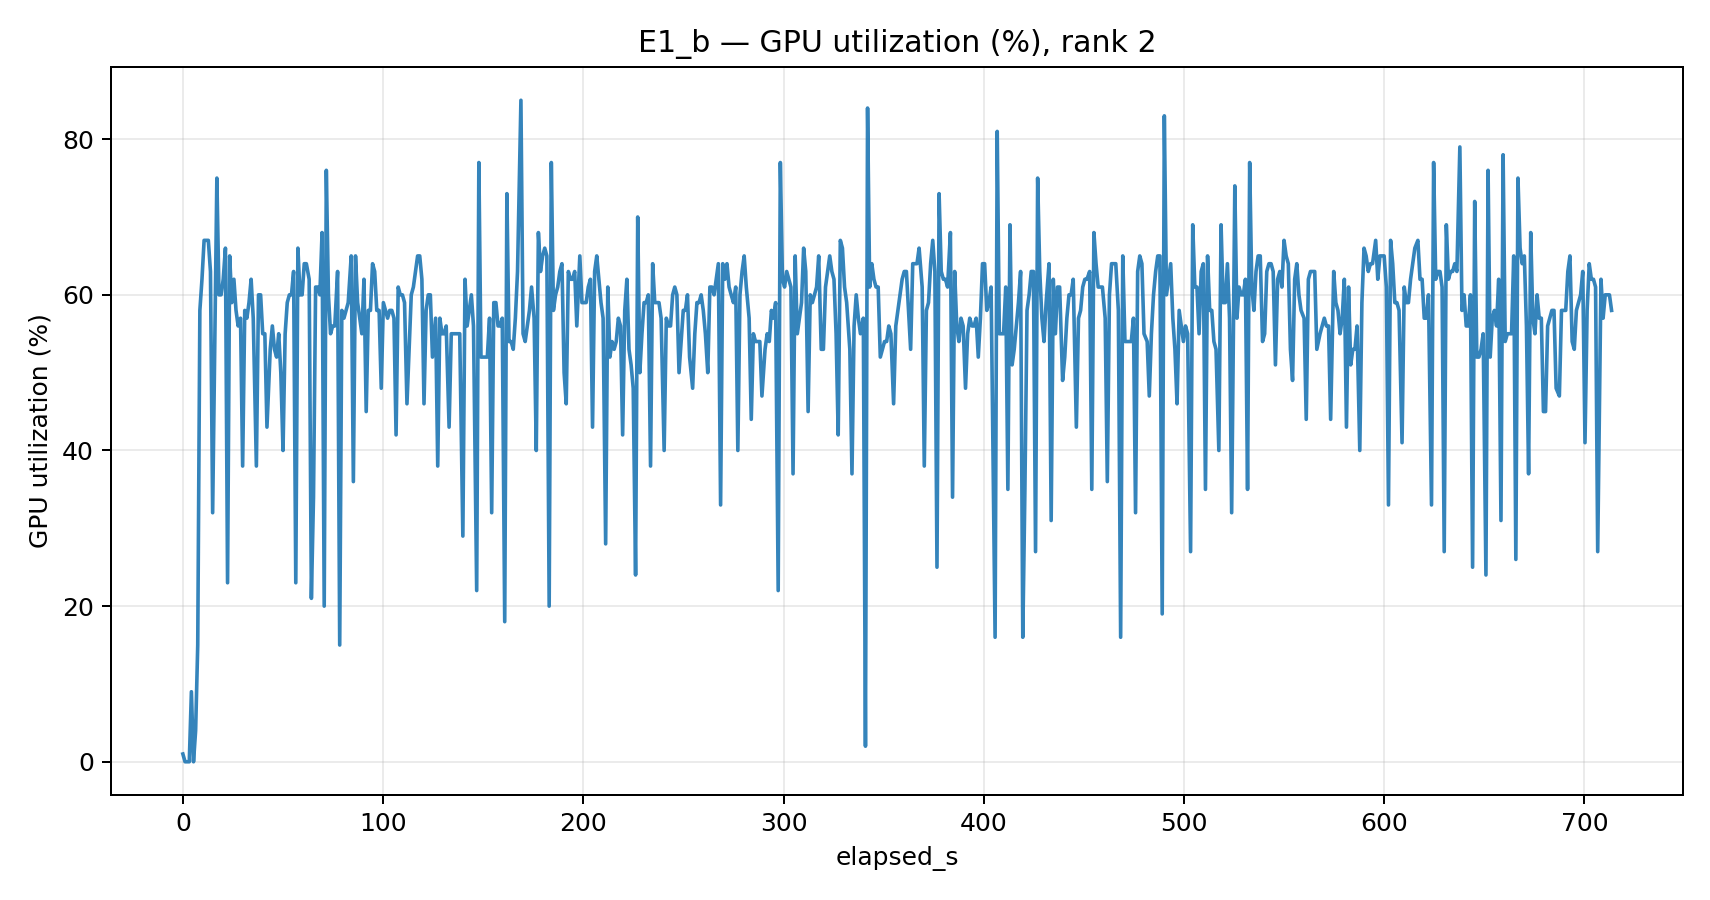 E1_b — GPU utilization (%), rank 2
GPU utilization (%)
80
60
40
20
0
0 100 200 300 400 500 600 700
elapsed_s